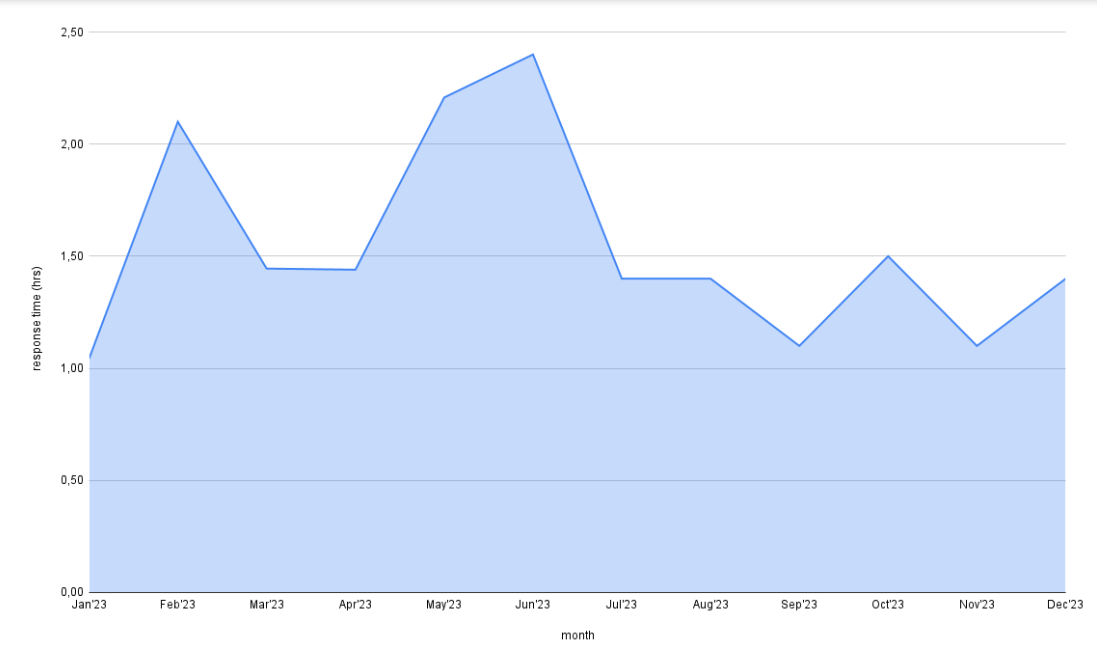 2,50
2,00
1,50
1,00
0,50
0,00
response time (hrs)
Jan'23 Feb'23 Mar'23 Apr'23 May'23 Jun'23 Jul'23 Aug'23 Sep'23 Oct'23 Nov'23 Dec'23
month